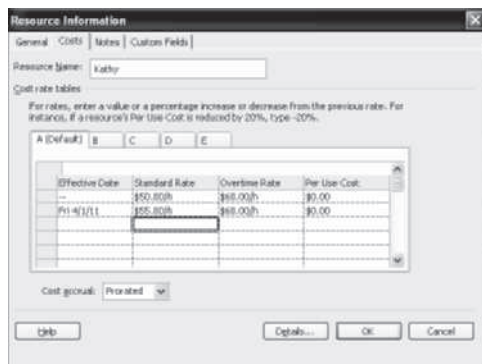 Resource Information
General Costs Notes Custom Fields
Resource Name: Kathy
Cost rate tables
For rates, enter a value or a percentage increase or decrease from the previous rate. For
instance, if a resource's Per Use Cost is reduced by 20%, type -20%.
A (Default) B C D E
Effective Date Standard Rate Overtime Rate Per Use Cost
-- $50.00/h $60.00/h $0.00
Fri 4/1/11 $55.00/h $60.00/h $0.00
Cost accrual: Prorated
Help Details... OK Cancel